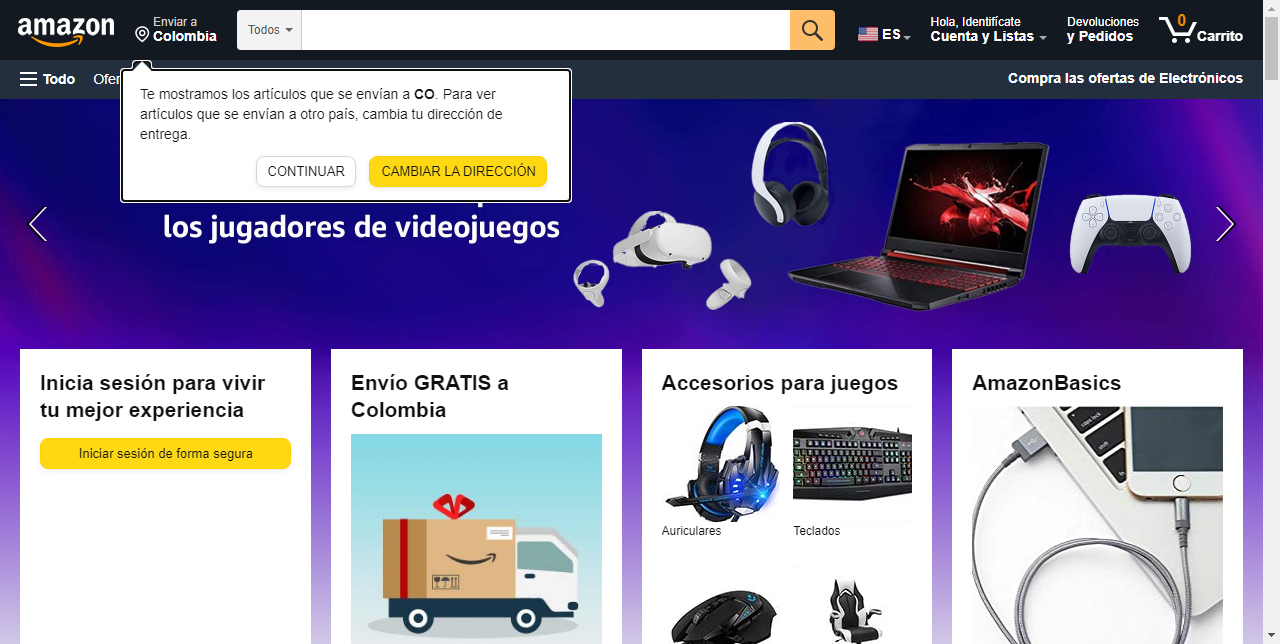 amazon
Enviar a
Colombia
Todos
ES
Hola, Identifícate
Cuenta y Listas
Devoluciones
y Pedidos
0
Carrito
Todo
Compra las ofertas de Electrónicos
Te mostramos los artículos que se envían a CO. Para ver
artículos que se envían a otro país, cambia tu dirección de
entrega.
CONTINUAR
CAMBIAR LA DIRECCIÓN
los jugadores de videojuegos
Inicia sesión para vivir
tu mejor experiencia
Iniciar sesión de forma segura
Envío GRATIS a
Colombia
Accesorios para juegos
Auriculares
Teclados
AmazonBasics